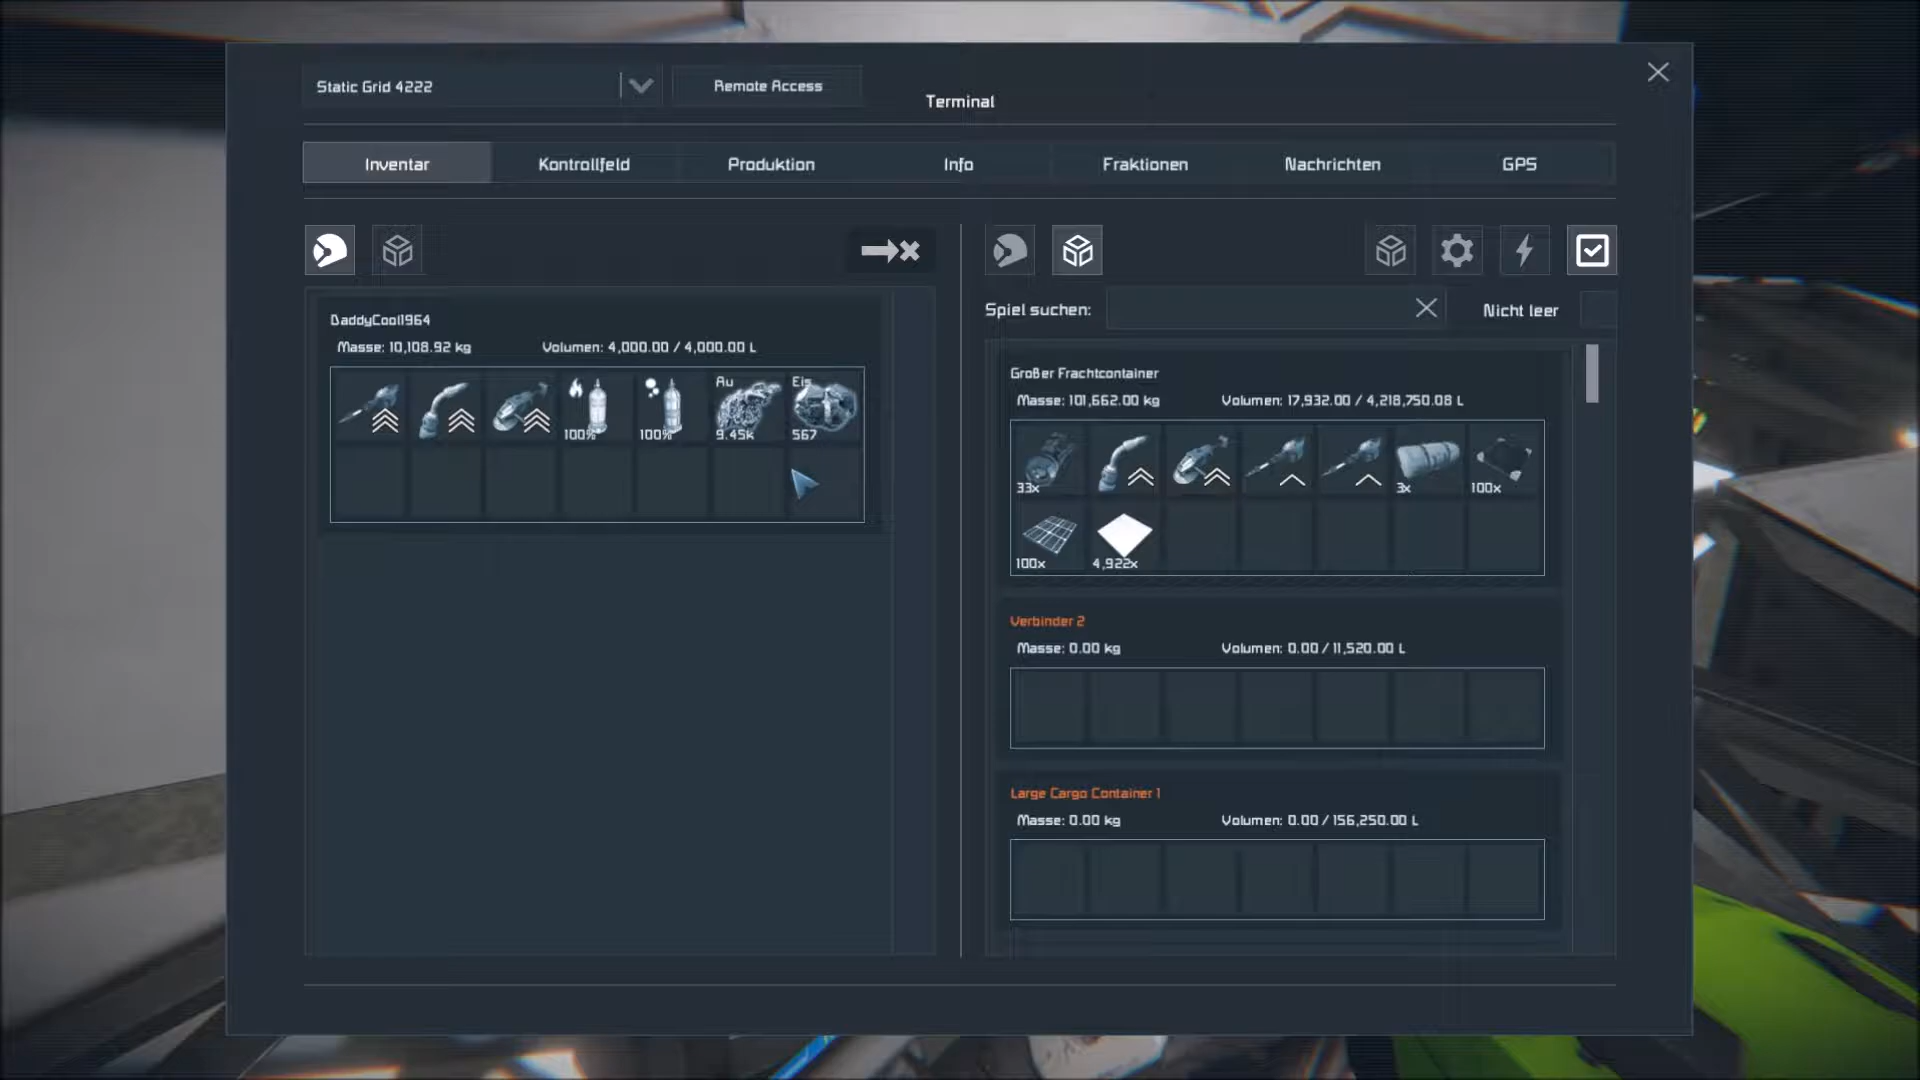 Static Grid 4222
Remote Access
Terminal
Inventar
Kontrollfeld
Produktion
Info
Fraktionen
Nachrichten
GPS
Spiel suchen:
Nicht leer
DaddyCool1964
Masse: 10,108.92 kg
Volumen: 4,000.00 / 4,000.00 L
100%
100%
Au
9.45k
Eis
567
Großer Frachtcontainer
Masse: 101,662.00 kg
Volumen: 17,932.00 / 4,218,750.08 L
33x
3x
100x
100x
4,922x
Verbinder 2
Masse: 0.00 kg
Volumen: 0.00 / 11,520.00 L
Large Cargo Container 1
Masse: 0.00 kg
Volumen: 0.00 / 156,250.00 L